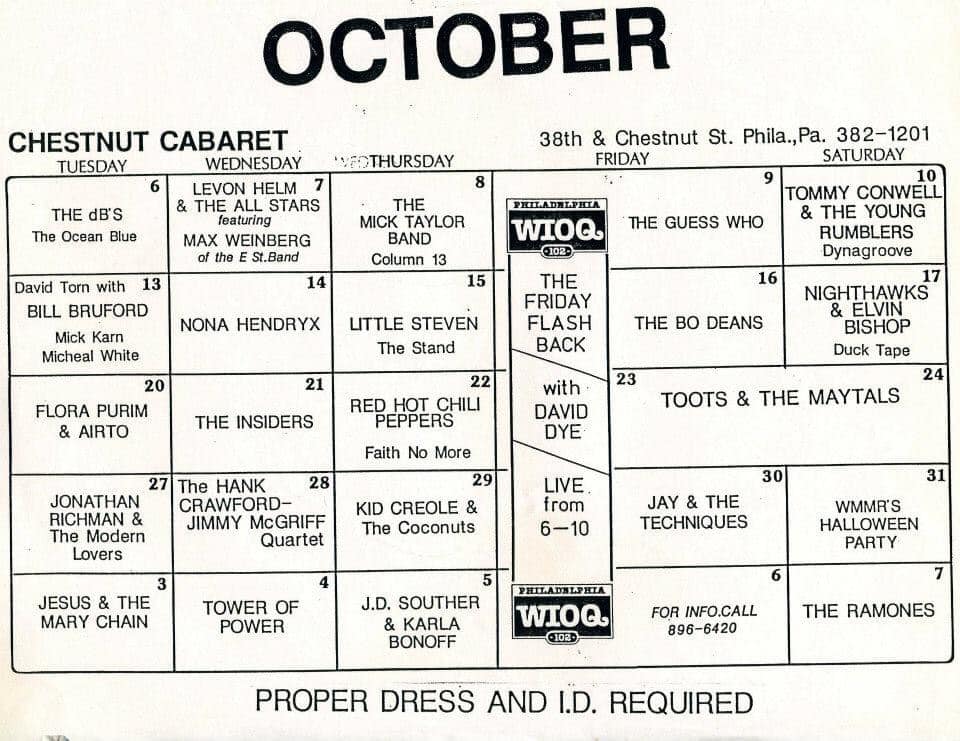 OCTOBER
CHESTNUT CABARET
38th & Chestnut St. Phila.,Pa. 382-1201
TUESDAY
WEDNESDAY
THURSDAY
FRIDAY
SATURDAY
6
THE dB'S
The Ocean Blue
LEVON HELM 7
& THE ALL STARS
featuring
MAX WEINBERG
of the E St.Band
8
THE
MICK TAYLOR
BAND
Column 13
PHILADELPHIA
WIOQ
102
THE
FRIDAY
FLASH
BACK
with
DAVID
DYE
LIVE
from
6-10
PHILADELPHIA
WIOQ
102
9
THE GUESS WHO
10
TOMMY CONWELL
& THE YOUNG
RUMBLERS
Dynagroove
David Torn with 13
BILL BRUFORD
Mick Karn
Micheal White
14
NONA HENDRYX
15
LITTLE STEVEN
The Stand
16
THE BO DEANS
17
NIGHTHAWKS
& ELVIN
BISHOP
Duck Tape
20
FLORA PURIM
& AIRTO
21
THE INSIDERS
22
RED HOT CHILI
PEPPERS
Faith No More
23 24
TOOTS & THE MAYTALS
27
JONATHAN
RICHMAN &
The Modern
Lovers
The HANK 28
CRAWFORD-
JIMMY McGRIFF
Quartet
29
KID CREOLE &
The Coconuts
30
JAY & THE
TECHNIQUES
31
WMMR'S
HALLOWEEN
PARTY
3
JESUS & THE
MARY CHAIN
4
TOWER OF
POWER
5
J.D. SOUTHER
& KARLA
BONOFF
6
FOR INFO.CALL
896-6420
7
THE RAMONES
PROPER DRESS AND I.D. REQUIRED